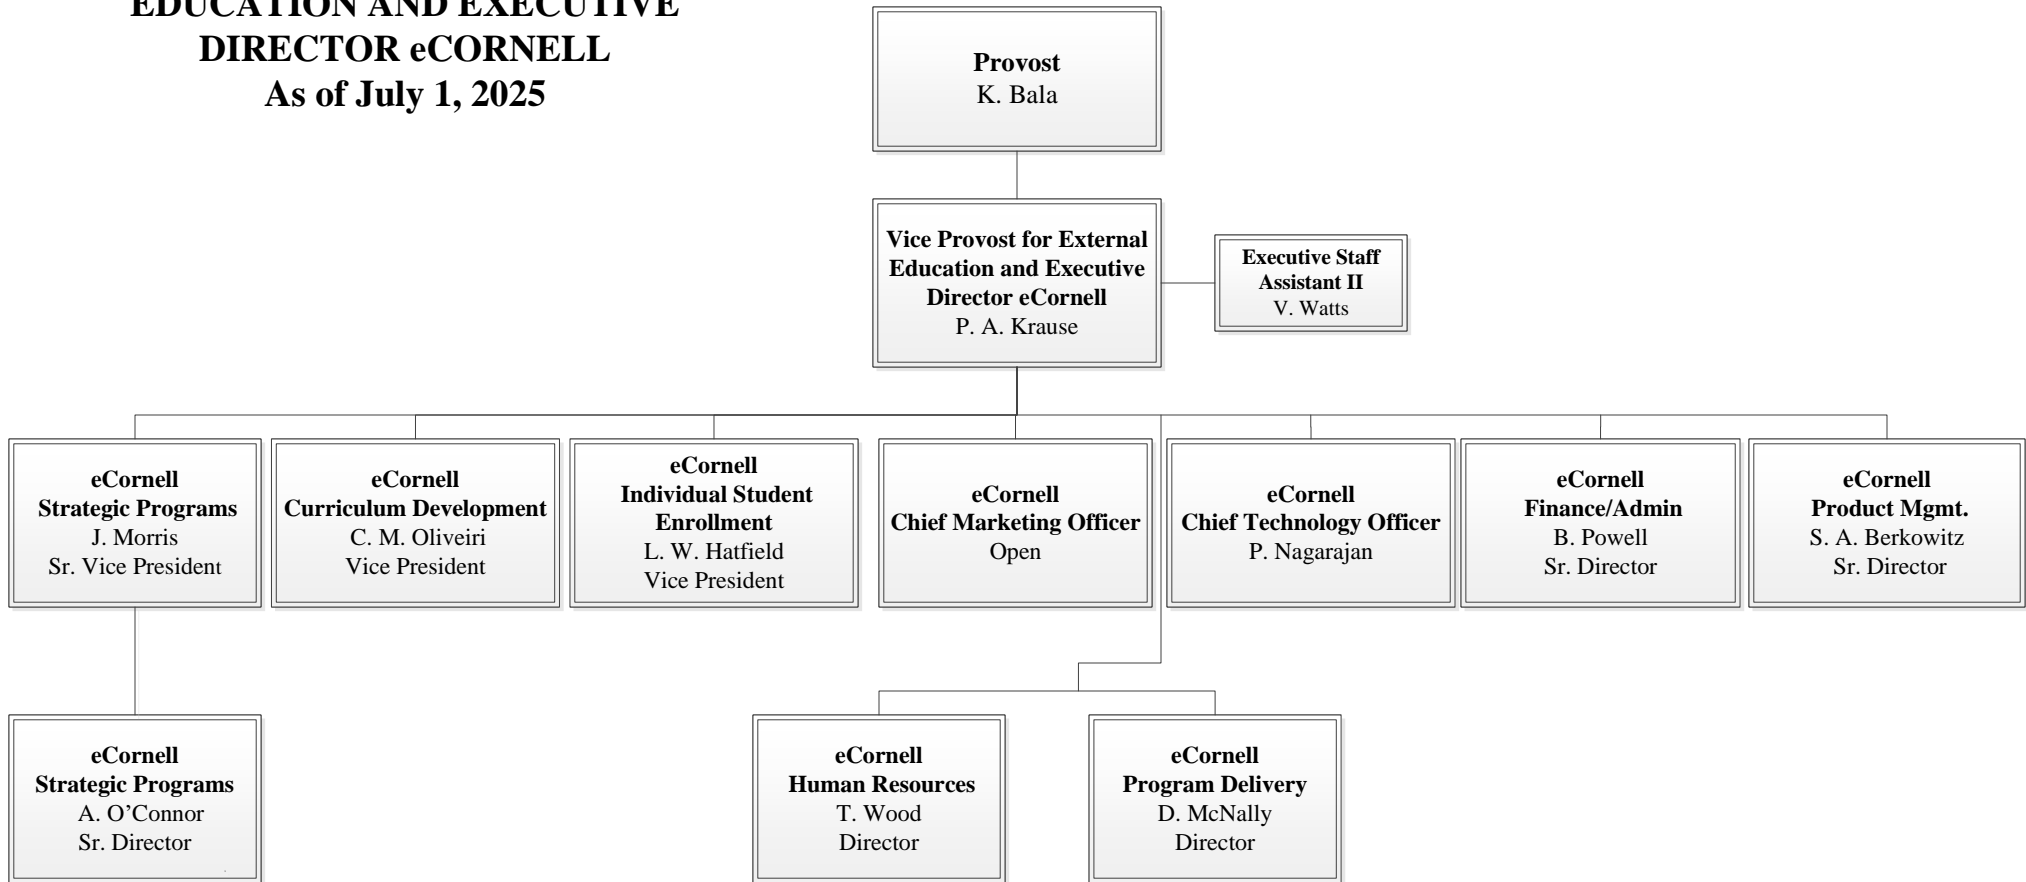 EDUCATION AND EXECUTIVE
DIRECTOR eCORNELL
As of July 1, 2025
Provost
K. Bala
Vice Provost for External
Education and Executive
Director eCornell
P. A. Krause
Executive Staff
Assistant II
V. Watts
eCornell
Strategic Programs
J. Morris
Sr. Vice President
eCornell
Curriculum Development
C. M. Oliveiri
Vice President
eCornell
Individual Student
Enrollment
L. W. Hatfield
Vice President
eCornell
Chief Marketing Officer
Open
eCornell
Chief Technology Officer
P. Nagarajan
eCornell
Finance/Admin
B. Powell
Sr. Director
eCornell
Product Mgmt.
S. A. Berkowitz
Sr. Director
eCornell
Strategic Programs
A. O’Connor
Sr. Director
eCornell
Human Resources
T. Wood
Director
eCornell
Program Delivery
D. McNally
Director